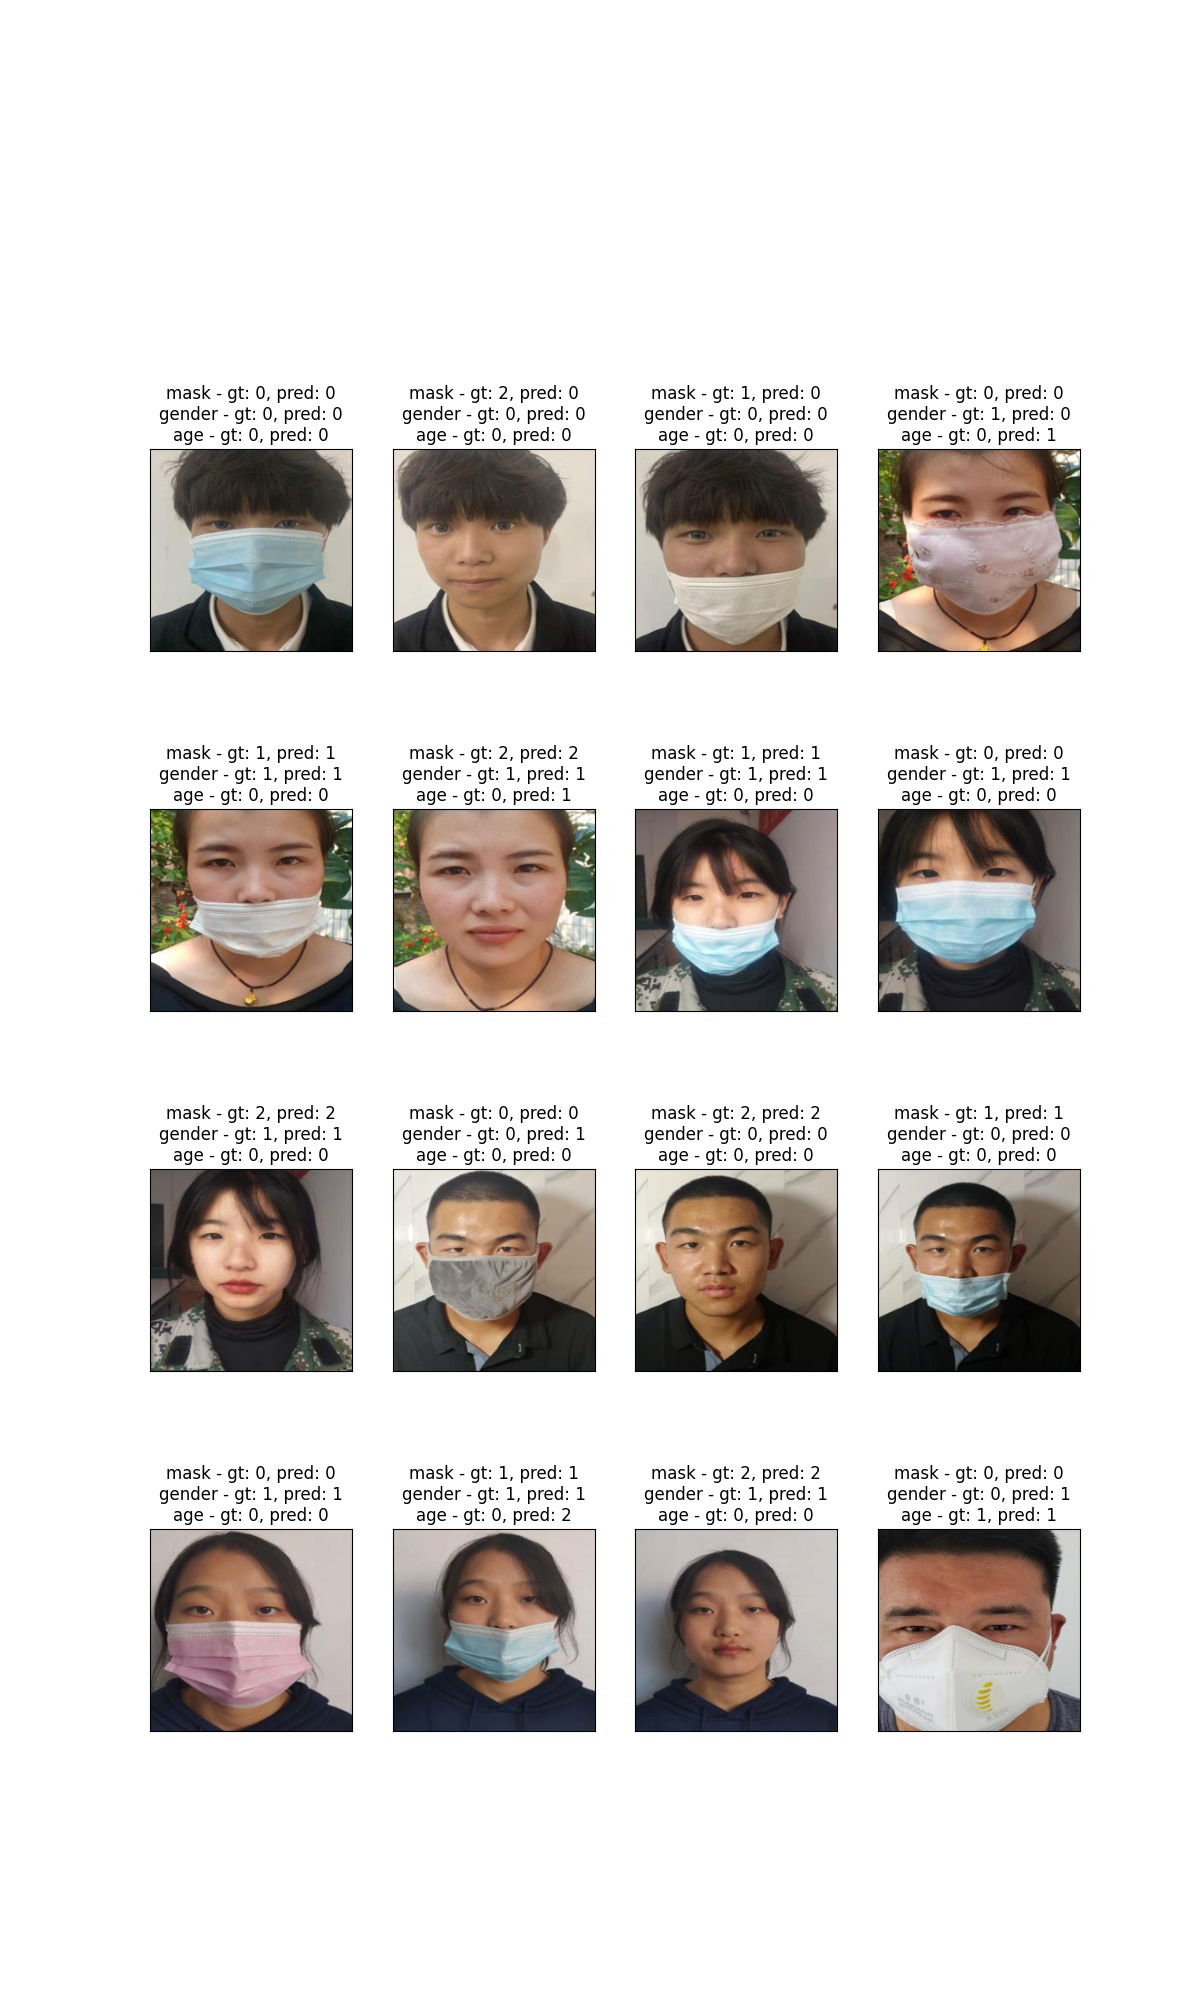 mask - gt: 0, pred: 0
gender - gt: 0, pred: 0
age - gt: 0, pred: 0
mask - gt: 2, pred: 0
gender - gt: 0, pred: 0
age - gt: 0, pred: 0
mask - gt: 1, pred: 0
gender - gt: 0, pred: 0
age - gt: 0, pred: 0
mask - gt: 0, pred: 0
gender - gt: 1, pred: 0
age - gt: 0, pred: 1
mask - gt: 1, pred: 1
gender - gt: 1, pred: 1
age - gt: 0, pred: 0
mask - gt: 2, pred: 2
gender - gt: 1, pred: 1
age - gt: 0, pred: 1
mask - gt: 1, pred: 1
gender - gt: 1, pred: 1
age - gt: 0, pred: 0
mask - gt: 0, pred: 0
gender - gt: 1, pred: 1
age - gt: 0, pred: 0
mask - gt: 2, pred: 2
gender - gt: 1, pred: 1
age - gt: 0, pred: 0
mask - gt: 0, pred: 0
gender - gt: 0, pred: 1
age - gt: 0, pred: 0
mask - gt: 2, pred: 2
gender - gt: 0, pred: 0
age - gt: 0, pred: 0
mask - gt: 1, pred: 1
gender - gt: 0, pred: 0
age - gt: 0, pred: 0
mask - gt: 0, pred: 0
gender - gt: 1, pred: 1
age - gt: 0, pred: 0
mask - gt: 1, pred: 1
gender - gt: 1, pred: 1
age - gt: 0, pred: 2
mask - gt: 2, pred: 2
gender - gt: 1, pred: 1
age - gt: 0, pred: 0
mask - gt: 0, pred: 0
gender - gt: 0, pred: 1
age - gt: 1, pred: 1